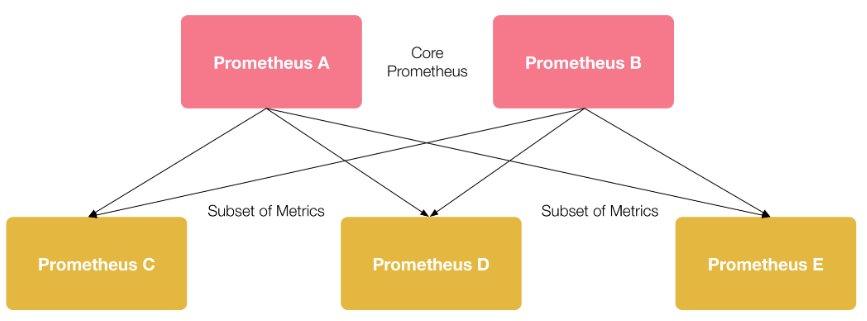 Prometheus A
Core
Prometheus
Prometheus B
Subset of Metrics
Subset of Metrics
Prometheus C
Prometheus D
Prometheus E